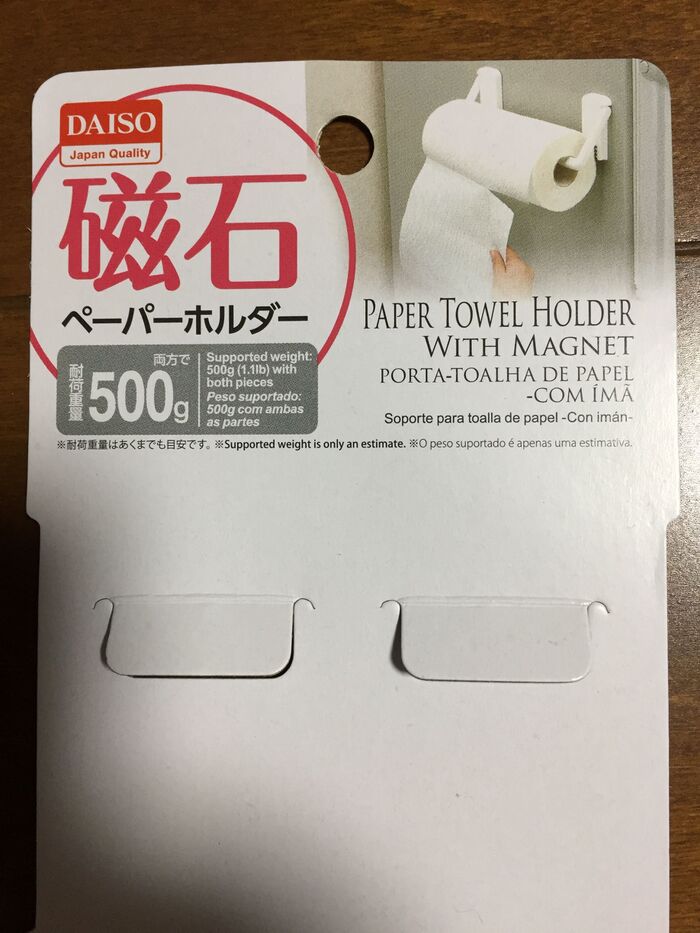 DAISO
Japan Quality
磁石
ペーパーホルダー
耐荷重量
両方で
500g
Supported weight:
500g (1.1lb) with
both pieces
Peso suportado:
500g com ambas
as partes
PAPER TOWEL HOLDER
WITH MAGNET
PORTA-TOALHA DE PAPEL
-COM ÍMÃ
Soporte para toalla de papel -Con imán-
※耐荷重量はあくまでも目安です。※Supported weight is only an estimate. ※O peso suportado é apenas uma estimativa.